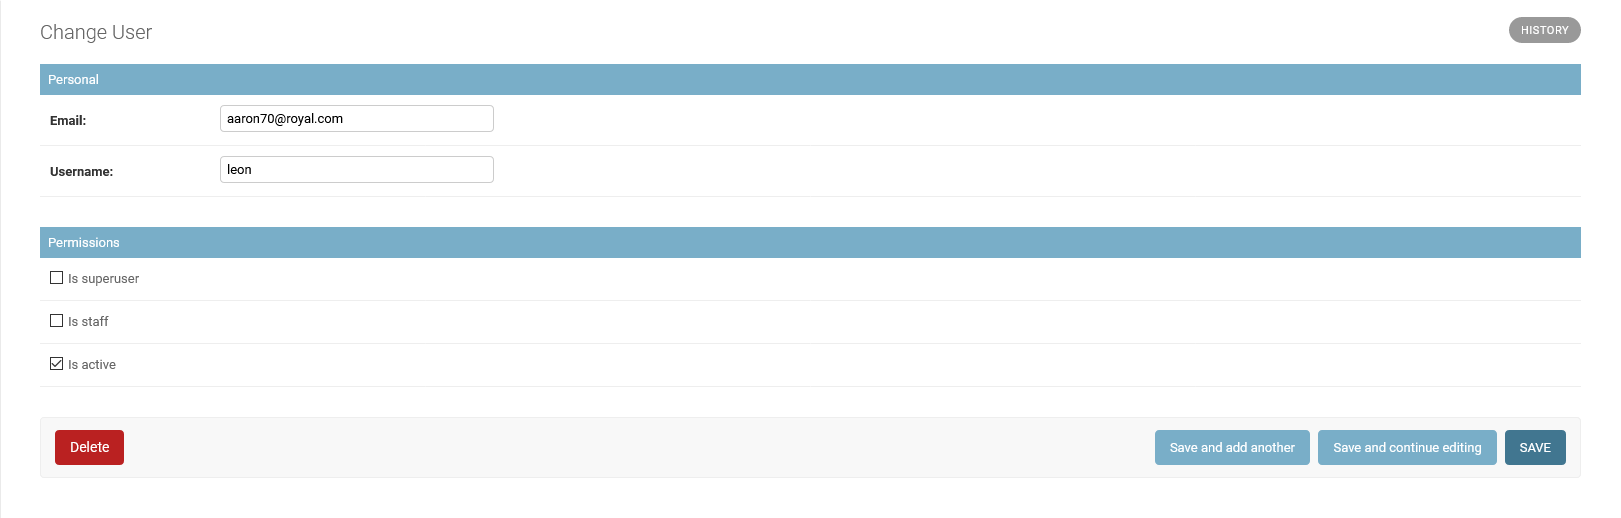 Change User
HISTORY
Personal
Email:
aaron70@royal.com
Username:
leon
Permissions
Is superuser
Is staff
Is active
Delete
Save and add another
Save and continue editing
SAVE